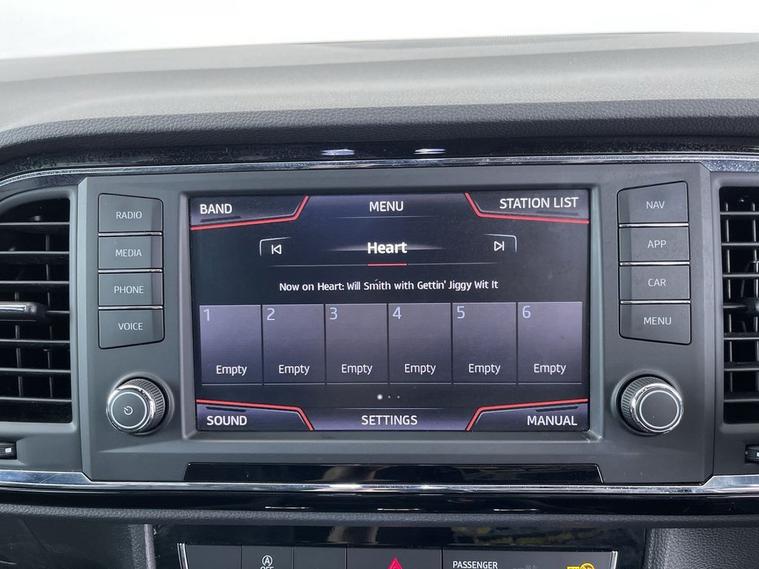 RADIO
MEDIA
PHONE
VOICE
BAND
MENU
STATION LIST
Heart
Now on Heart: Will Smith with Gettin' Jiggy Wit It
1 2 3 4 5 6
Empty Empty Empty Empty Empty Empty
SOUND
SETTINGS
MANUAL
NAV
APP
CAR
MENU
A
OFF
PASSENGER